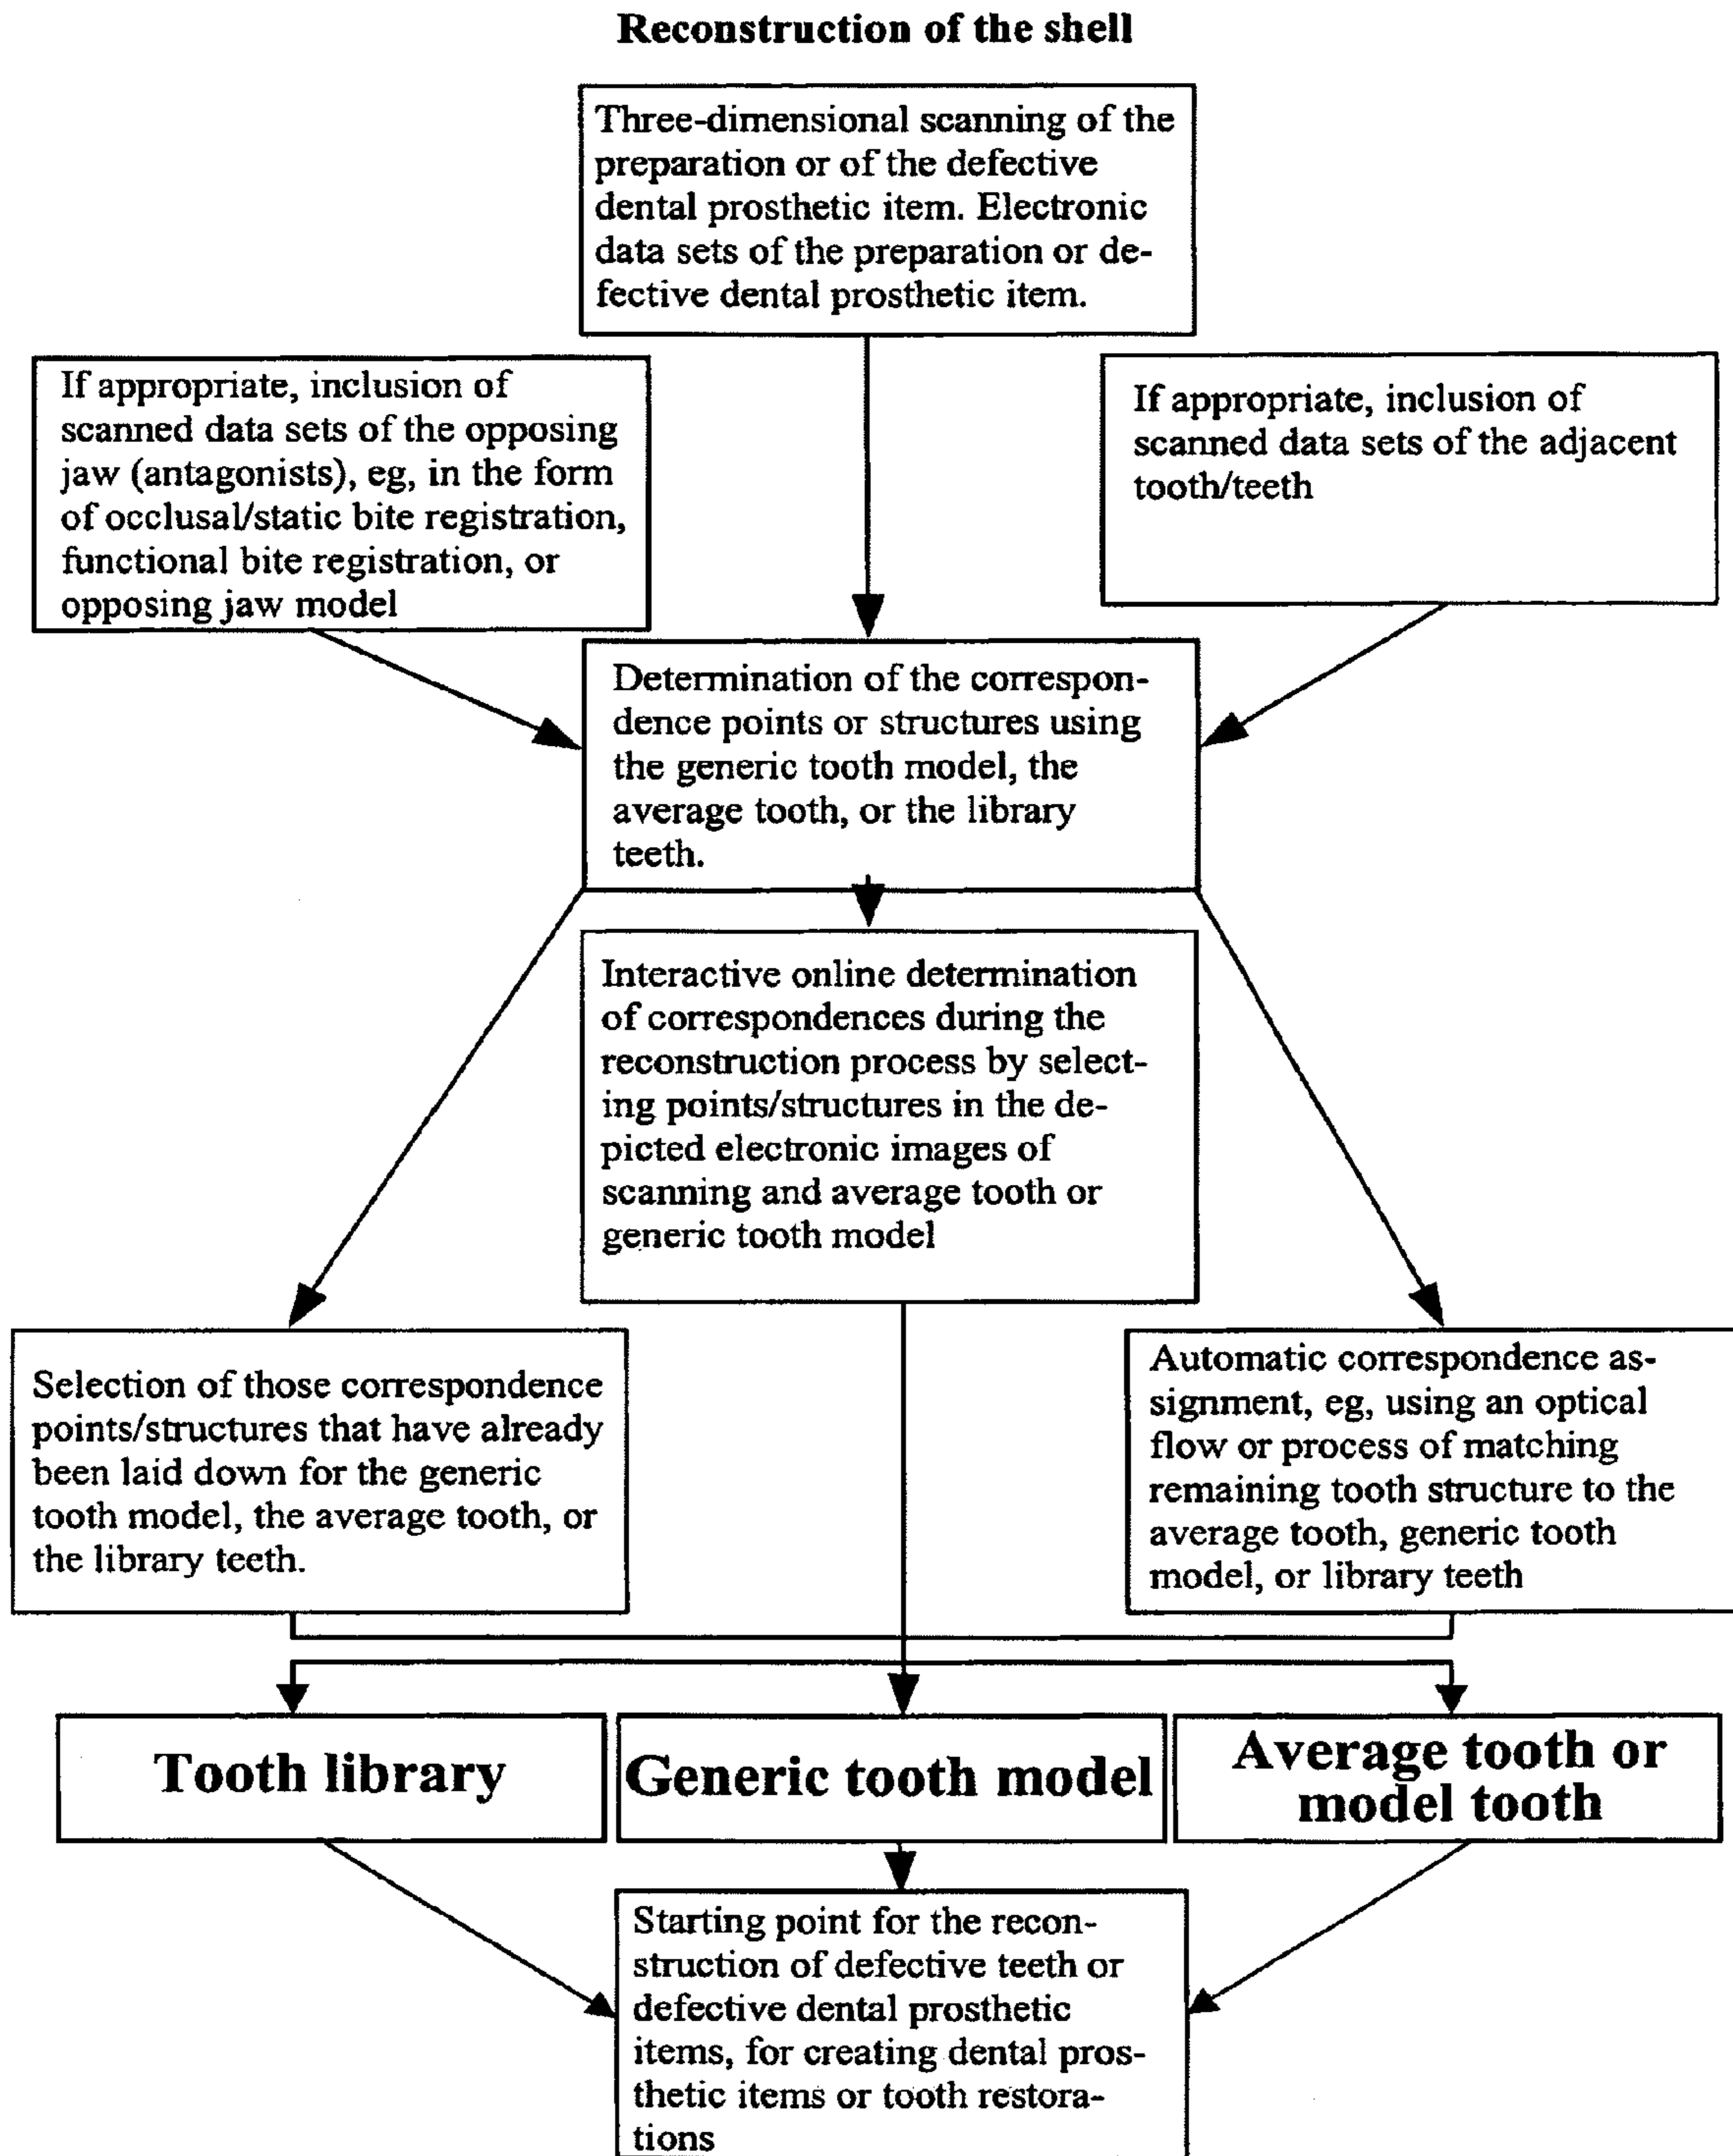 Reconstruction of the shell
Three-dimensional scanning of the
preparation or of the defective
dental prosthetic item. Electronic
data sets of the preparation or de-
fective dental prosthetic item.
If appropriate, inclusion of
scanned data sets of the opposing
jaw (antagonists), eg, in the form
of occlusal/static bite registration,
functional bite registration, or
opposing jaw model
If appropriate, inclusion of
scanned data sets of the adjacent
tooth/teeth
Determination of the correspon-
dence points or structures using
the generic tooth model, the
average tooth, or the library
teeth.
Interactive online determination
of correspondences during the
reconstruction process by select-
ing points/structures in the de-
picted electronic images of
scanning and average tooth or
generic tooth model
Selection of those correspondence
points/structures that have already
been laid down for the generic
tooth model, the average tooth, or
the library teeth.
Automatic correspondence as-
signment, eg, using an optical
flow or process of matching
remaining tooth structure to the
average tooth, generic tooth
model, or library teeth
Tooth library
Generic tooth model
Average tooth or
model tooth
Starting point for the recon-
struction of defective teeth or
defective dental prosthetic
items, for creating dental pros-
thetic items or tooth restora-
tions